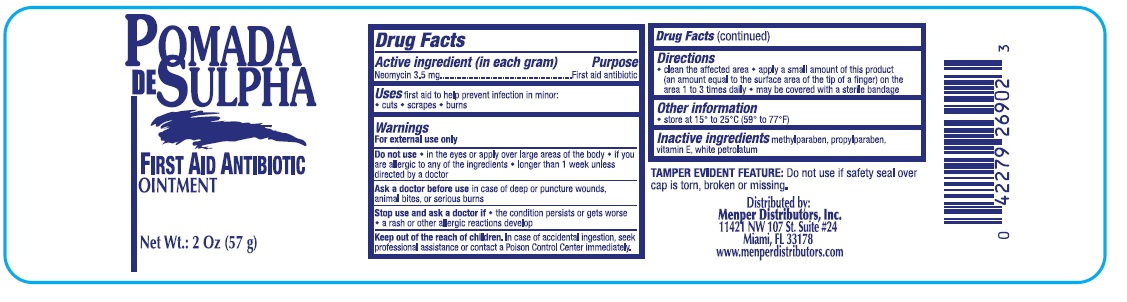 POMADA
DE SULPHA
FIRST AID ANTIBIOTIC
OINTMENT
Net Wt.: 2 Oz (57 g)
Drug Facts
Active ingredient (in each gram) Purpose
Neomycin 3.5 mg..............................First aid antibiotic
Uses first aid to help prevent infection in minor:
• cuts • scrapes • burns
Warnings
For external use only
Do not use • in the eyes or apply over large areas of the body • if you
are allergic to any of the ingredients • longer than 1 week unless
directed by a doctor
Ask a doctor before use in case of deep or puncture wounds,
animal bites, or serious burns
Stop use and ask a doctor if • the condition persists or gets worse
• a rash or other allergic reactions develop
Keep out of the reach of children. In case of accidental ingestion, seek
professional assistance or contact a Poison Control Center immediately.
Drug Facts (continued)
Directions
• clean the affected area • apply a small amount of this product
(an amount equal to the surface area of the tip of a finger) on the
area 1 to 3 times daily • may be covered with a sterile bandage
Other information
• store at 15° to 25°C (59° to 77°F)
Inactive ingredients methylparaben, propylparaben,
vitamin E, white petrolatum
TAMPER EVIDENT FEATURE: Do not use if safety seal over
cap is torn, broken or missing.
Distributed by:
Menper Distributors, Inc.
11421 NW 107 St. Suite #24
Miami, FL 33178
www.menperdistributors.com
0 42279 26902 3